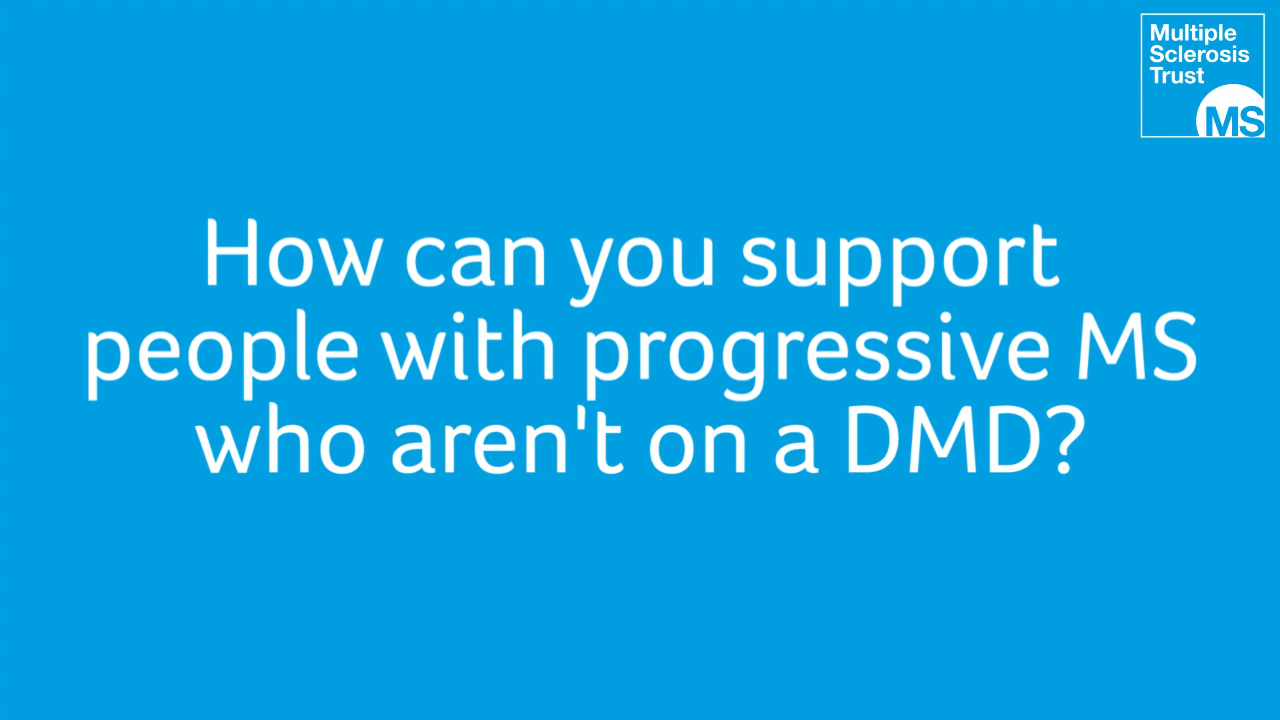 Multiple
Sclerosis
Trust
MS
How can you support
people with progressive MS
who aren't on a DMD?